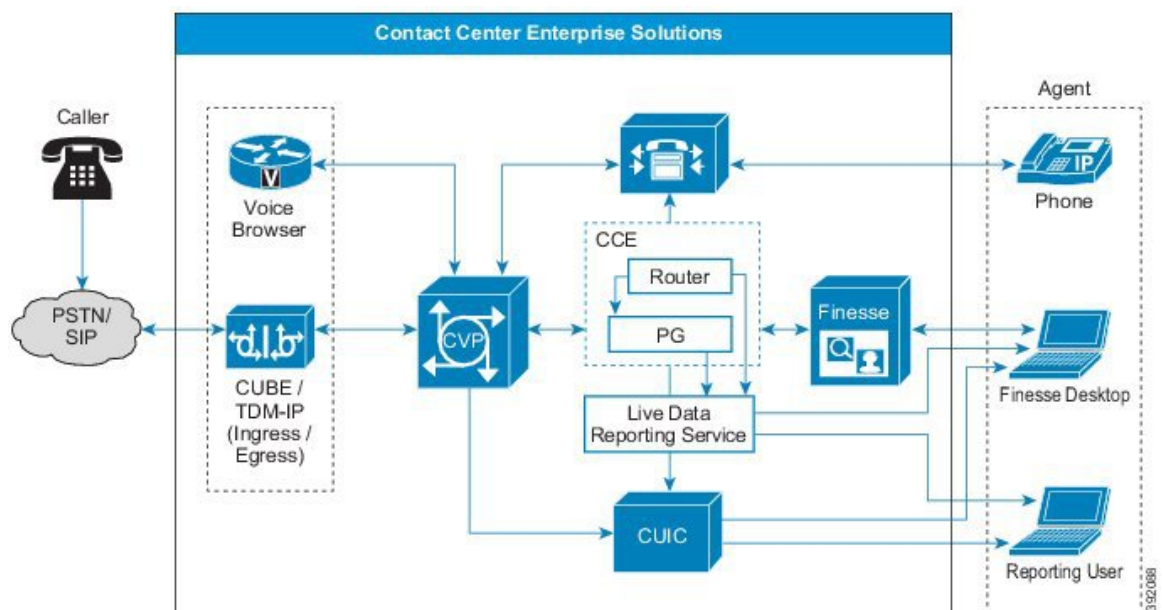 Contact Center Enterprise Solutions
Caller
Agent
V
Voice
Browser
IP
Phone
CCE
Router
PG
PSTN/
SIP
CVP
Finesse
CUBE /
TDM-IP
(Ingress /
Egress)
Live Data
Reporting Service
Finesse Desktop
CUIC
Reporting User
392088